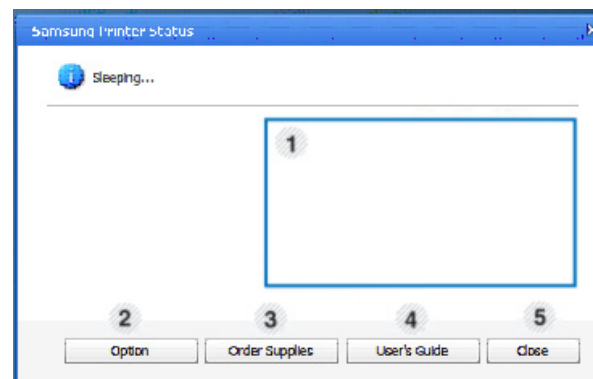 Samsung Printer Status
Sleeping...
1
2 3 4 5
Option Order Supplies User's Guide Close